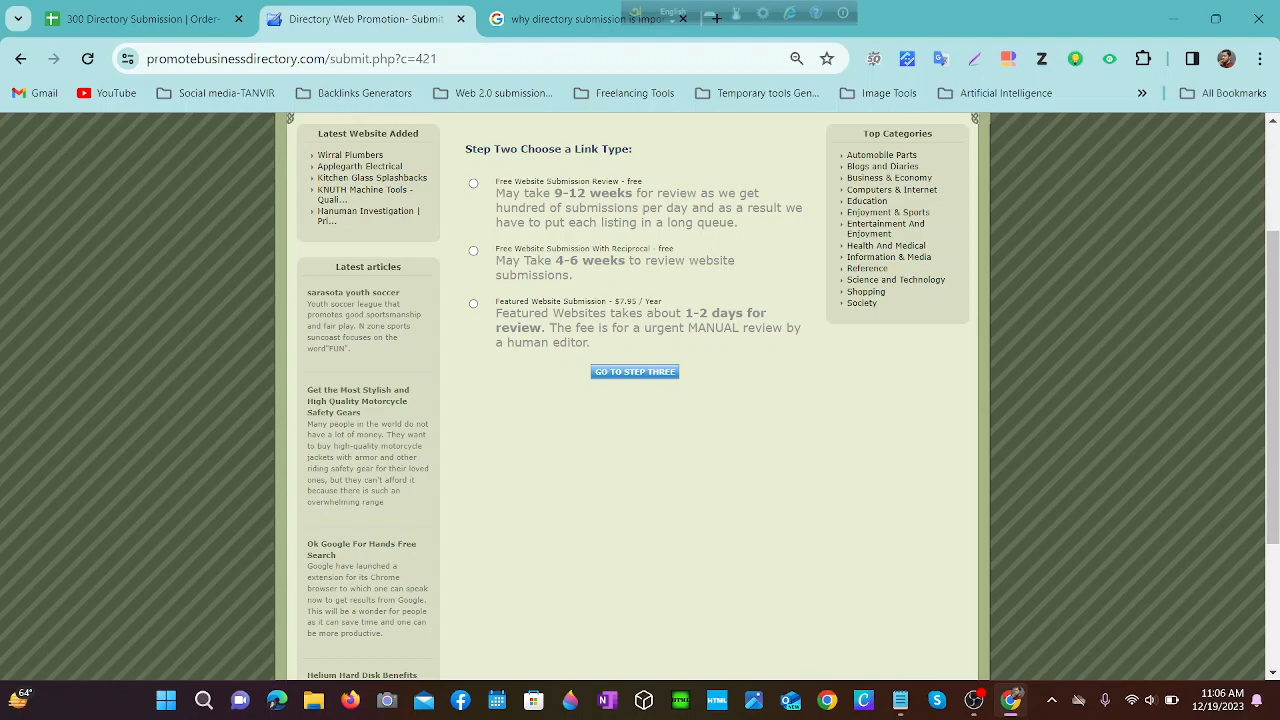 300 Directory Submission | Order-
Directory Promotion- Submit
why directory submission is impo
English
promotebusinessdirectory.com/submit.php?c=421
Gmail
YouTube
Social media-TANVIR
Backlinks Generators
Web 2.0 submission...
Freelancing Tools
Temporary tools Gen...
Image Tools
Artificial Intelligence
»
All Bookmarks
Latest Website Added
Wirral Plumbers
Applegarth Electrical
Kitchen Glass Splashbacks
KNUTH Machine Tools -
Quali...
Hanuman Investigation |
Pri...
Latest articles
sarasota youth soccer
Youth soccer league that
promotes good sportsmanship
and fair play. N zone sports
suncoast focuses on the
word"FUN".
Get the Most Stylish and
High Quality Motorcycle
Safety Gears
Many people in the world do not
have a lot of money. They want
to buy high-quality motorcycle
jackets with armor and other
riding safety gear for their loved
ones, but they can't afford it
because there is such an
overwhelming range
Ok Google For Hands Free
Search
Google have launched a
extension for its Chrome
browser to which one can speak
now to get results from Google.
This will be a wonder for people
as it can save time and one can
be more productive.
Helium Hard Disk Benefits
Step Two Choose a Link Type:
Free Website Submission Review - free
May take 9-12 weeks for review as we get
hundred of submissions per day and as a result we
have to put each listing in a long queue.
Free Website Submission With Reciprocal - free
May Take 4-6 weeks to review website
submissions.
Featured Website Submission - $7.95 / Year
Featured Websites takes about 1-2 days for
review. The fee is for a urgent MANUAL review by
a human editor.
GO TO STEP THREE
Top Categories
Automobile Parts
Blogs and Diaries
Business & Economy
Computers & Internet
Education
Enjoyment & Sports
Entertainment And
Enjoyment
Health And Medical
Information & Media
Reference
Science and Technology
Shopping
Society
64°
11:06 AM
12/19/2023